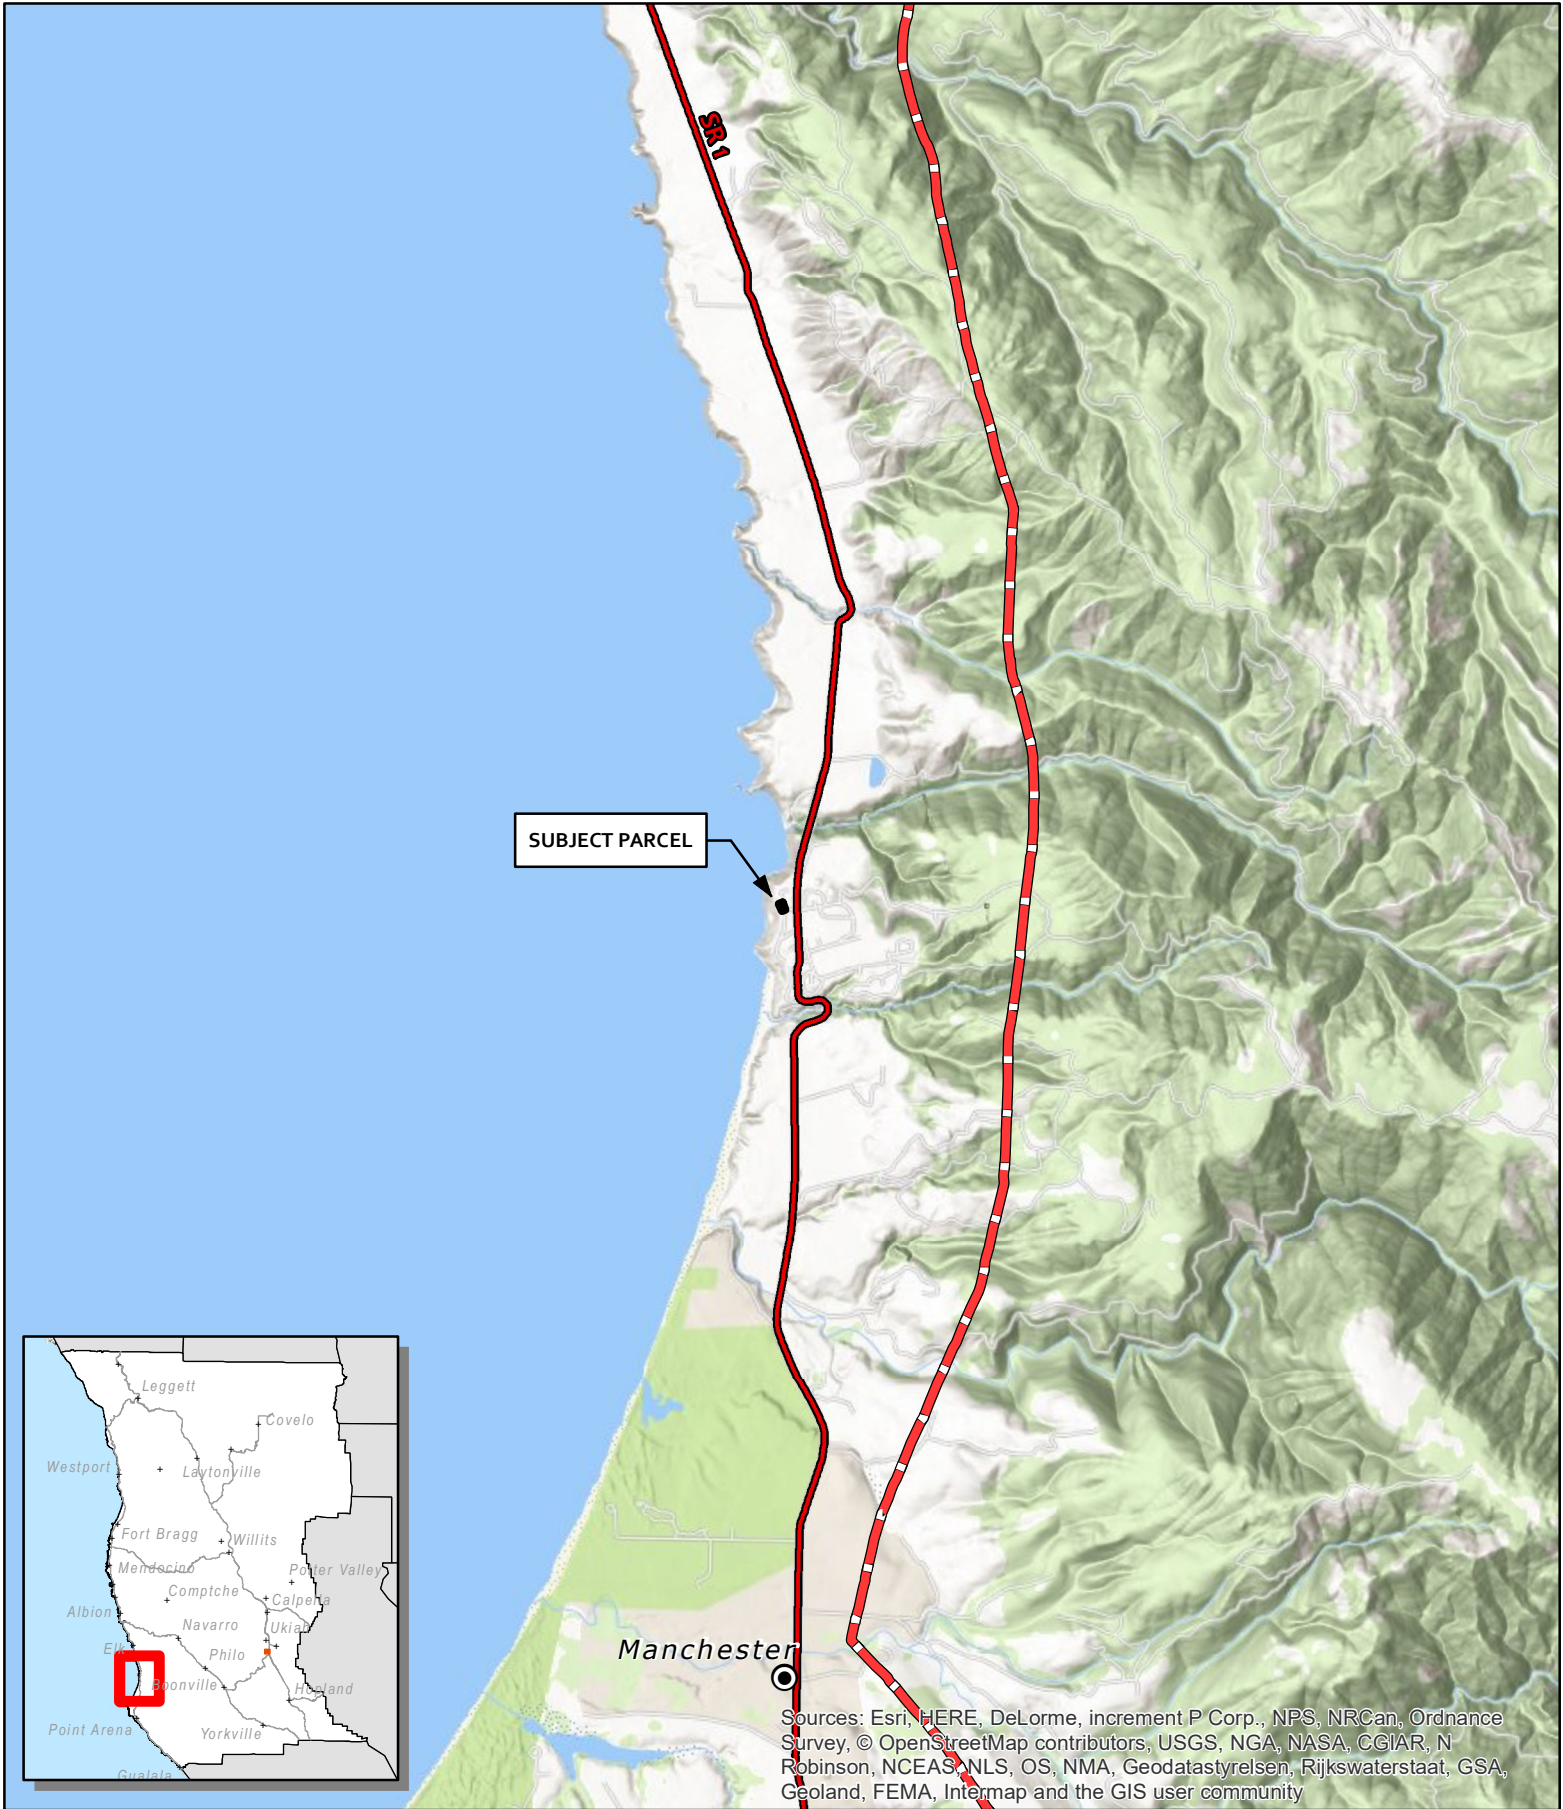 SR 1
SUBJECT PARCEL
Leggett
Covelo
Westport
Laytonville
Fort Bragg
Willits
Mendocino
Potter Valley
Comptche
Calpella
Albion
Navarro
Ukiah
Elk
Philo
Boonville
Hopland
Point Arena
Yorkville
Gualala
Manchester
Sources: Esri, HERE, DeLorme, increment P Corp., NPS, NRCan, Ordnance
Survey, © OpenStreetMap contributors, USGS, NGA, NASA, CGIAR, N
Robinson, NCEAS, NLS, OS, NMA, Geodatastyrelsen, Rijkswaterstaat, GSA,
Geoland, FEMA, Intermap and the GIS user community